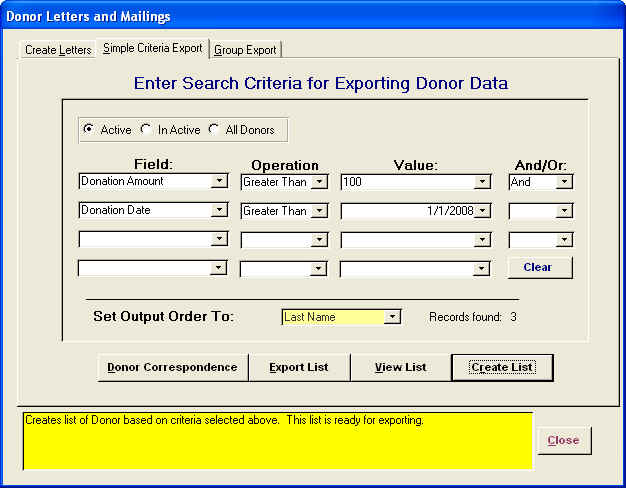 Donor Letters and Mailings
Create Letters Simple Criteria Export Group Export
Enter Search Criteria for Exporting Donor Data
Active In Active All Donors
Field: Operation Value: And/Or:
Donation Amount Greater Than 100 And
Donation Date Greater Than 1/1/2008
Clear
Set Output Order To: Last Name Records found: 3
Donor Correspondence Export List View List Create List
Creates list of Donor based on criteria selected above. This list is ready for exporting.
Close